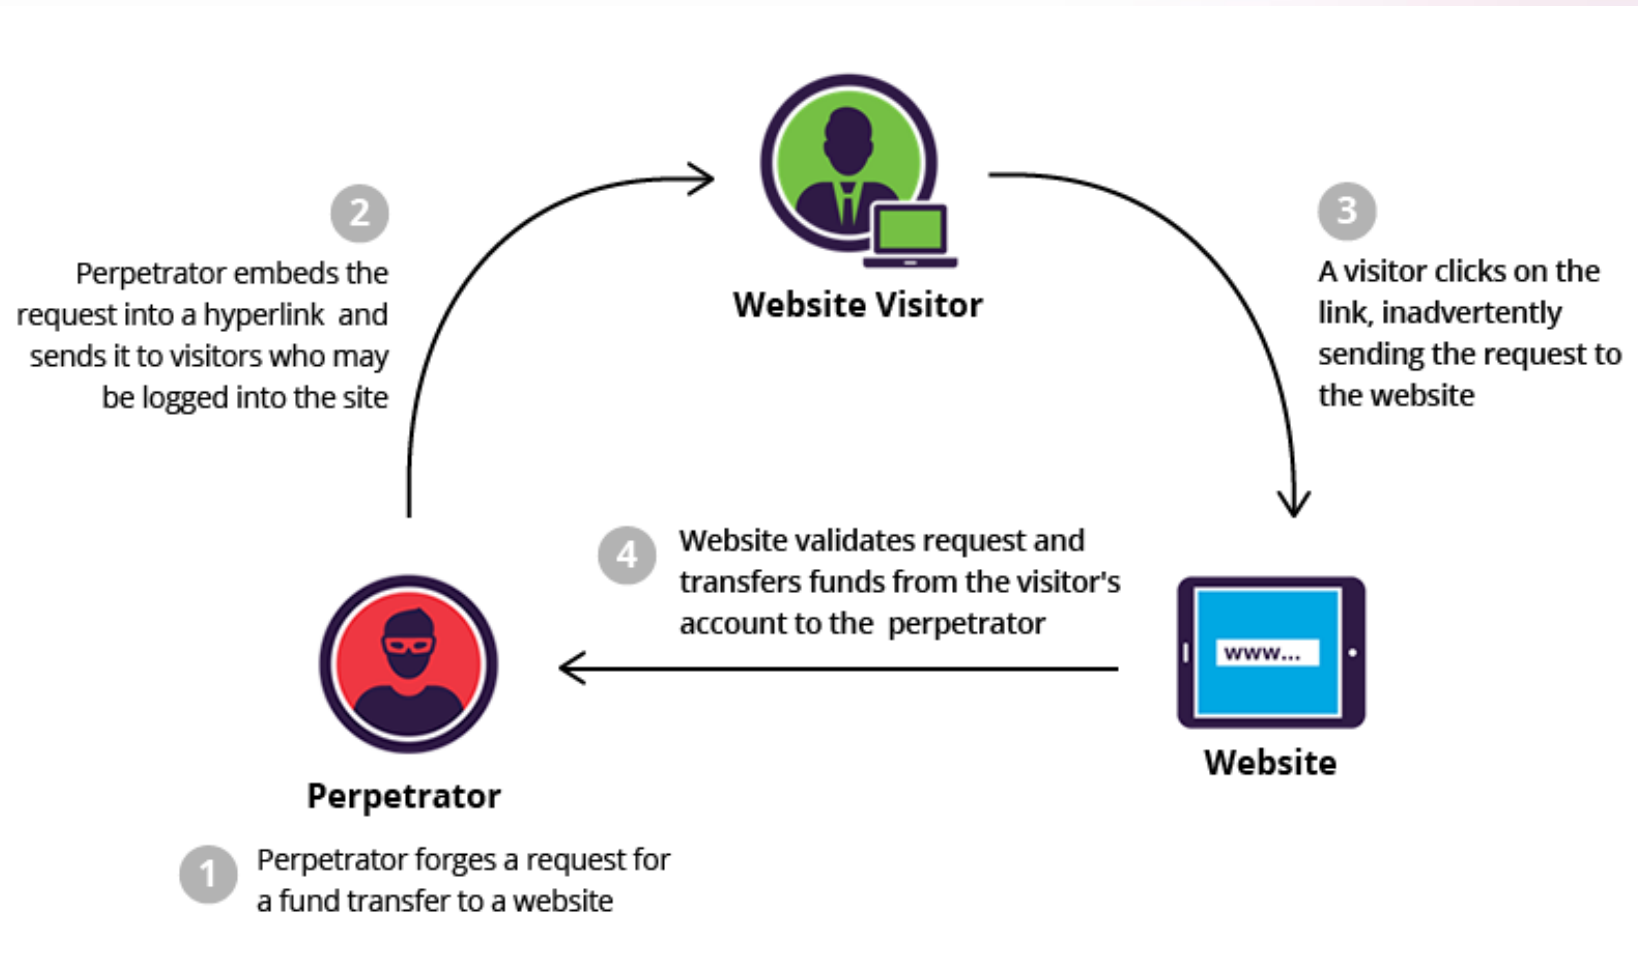 Website Visitor
2
Perpetrator embeds the
request into a hyperlink and
sends it to visitors who may
be logged into the site
3
A visitor clicks on the
link, inadvertently
sending the request to
the website
4
Website validates request and
transfers funds from the visitor's
account to the perpetrator
www...
Website
Perpetrator
1
Perpetrator forges a request for
a fund transfer to a website